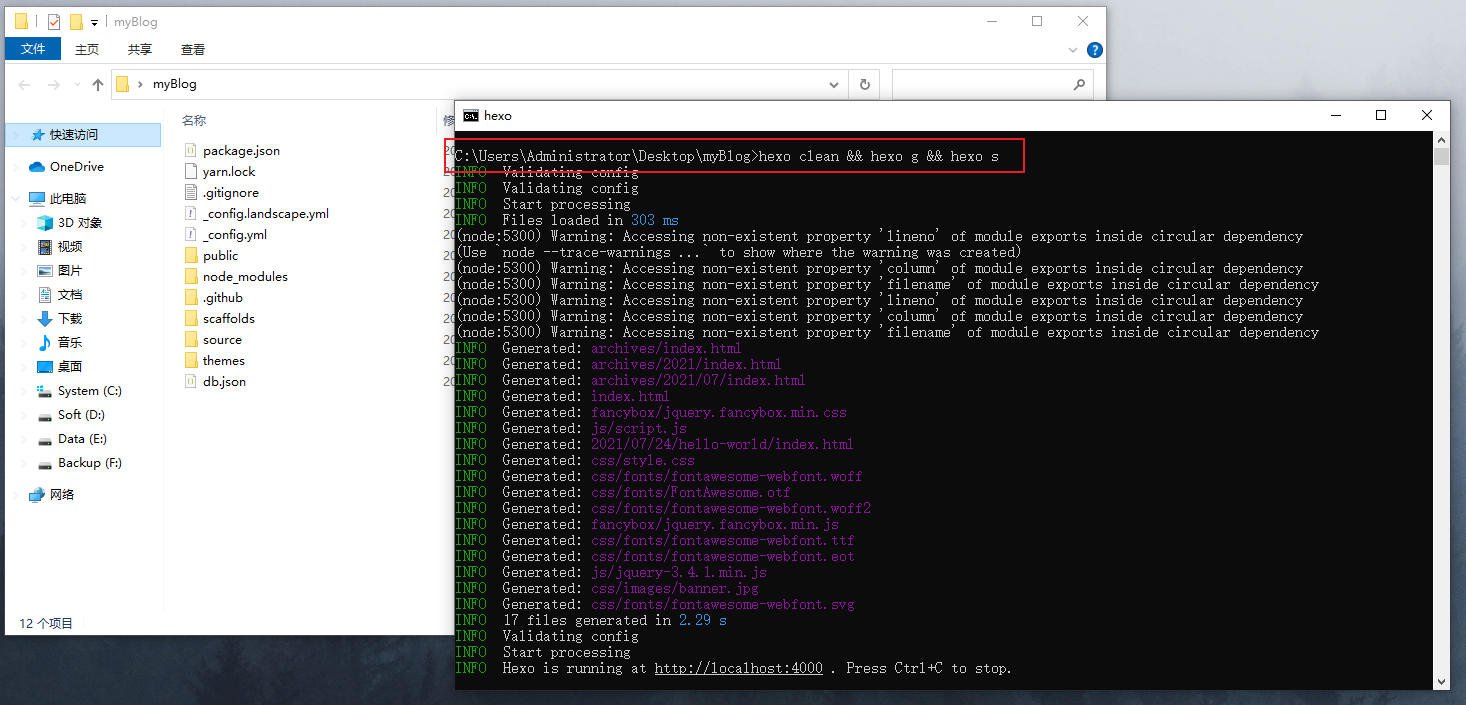 myBlog
文件 主页 共享 查看
myBlog
快速访问
OneDrive
此电脑
3D 对象
视频
图片
文档
下载
音乐
桌面
System (C:)
Soft (D:)
Data (E:)
Backup (F:)
网络
名称
package.json
yarn.lock
.gitignore
_config.landscape.yml
_config.yml
public
node_modules
.github
scaffolds
source
themes
db.json
12 个项目
hexo
C:\Users\Administrator\Desktop\myBlog>hexo clean && hexo g && hexo s
INFO Validating config
INFO Validating config
INFO Start processing
INFO Files loaded in 303 ms
(node:5300) Warning: Accessing non-existent property 'lineno' of module exports inside circular dependency
(Use `node --trace-warnings ...` to show where the warning was created)
(node:5300) Warning: Accessing non-existent property 'column' of module exports inside circular dependency
(node:5300) Warning: Accessing non-existent property 'filename' of module exports inside circular dependency
(node:5300) Warning: Accessing non-existent property 'lineno' of module exports inside circular dependency
(node:5300) Warning: Accessing non-existent property 'column' of module exports inside circular dependency
(node:5300) Warning: Accessing non-existent property 'filename' of module exports inside circular dependency
INFO Generated: archives/index.html
INFO Generated: archives/2021/index.html
INFO Generated: archives/2021/07/index.html
INFO Generated: index.html
INFO Generated: fancybox/jquery.fancybox.min.css
INFO Generated: js/script.js
INFO Generated: 2021/07/24/hello-world/index.html
INFO Generated: css/style.css
INFO Generated: css/fonts/fontawesome-webfont.woff
INFO Generated: css/fonts/FontAwesome.otf
INFO Generated: css/fonts/fontawesome-webfont.woff2
INFO Generated: fancybox/jquery.fancybox.min.js
INFO Generated: css/fonts/fontawesome-webfont.ttf
INFO Generated: css/fonts/fontawesome-webfont.eot
INFO Generated: js/jquery-3.4.1.min.js
INFO Generated: css/images/banner.jpg
INFO Generated: css/fonts/fontawesome-webfont.svg
INFO 17 files generated in 2.29 s
INFO Validating config
INFO Start processing
INFO Hexo is running at http://localhost:4000 . Press Ctrl+C to stop.